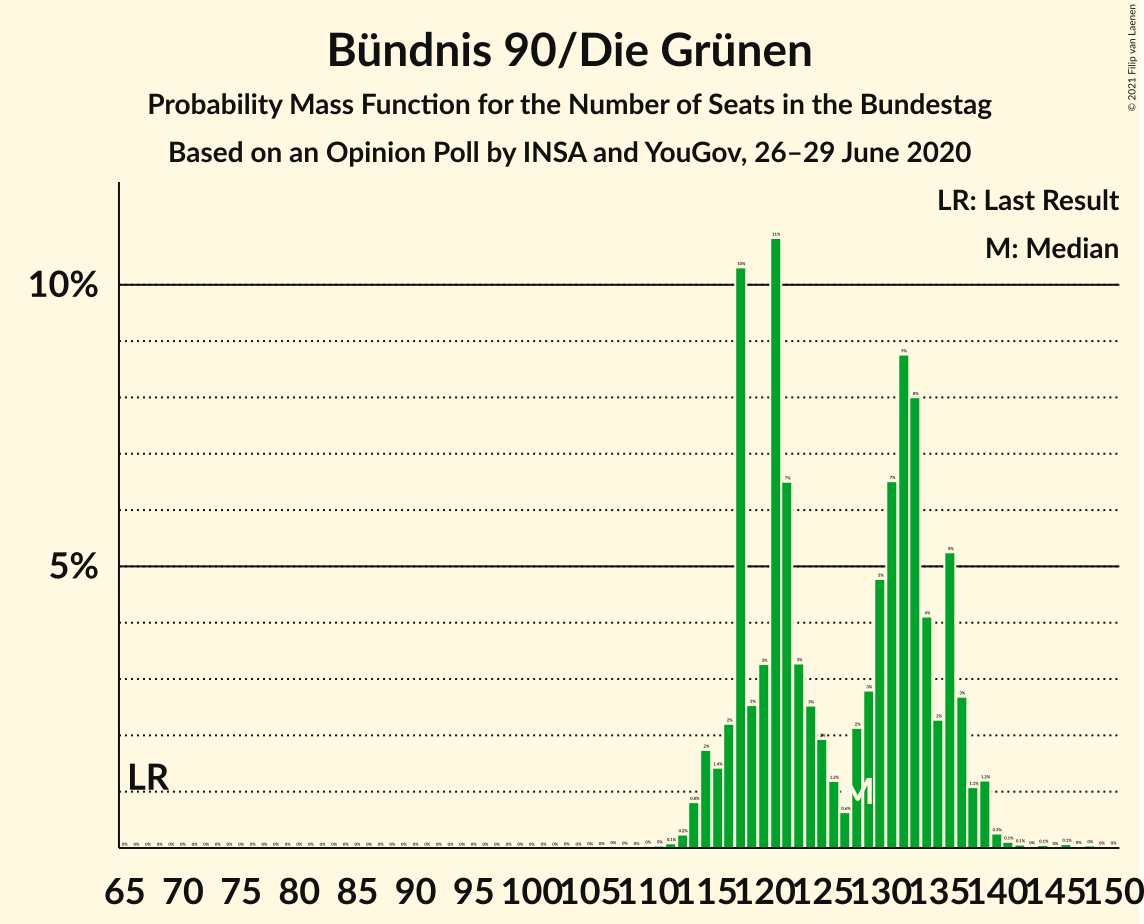 Bündnis 90/Die Grünen
Probability Mass Function for the Number of Seats in the Bundestag
Based on an Opinion Poll by INSA and YouGov, 26–29 June 2020
© 2021 Filip van Laenen
LR: Last Result
M: Median
10%
5%
LR
M
65 70 75 80 85 90 95 100 105 110 115 120 125 130 135 140 145 150